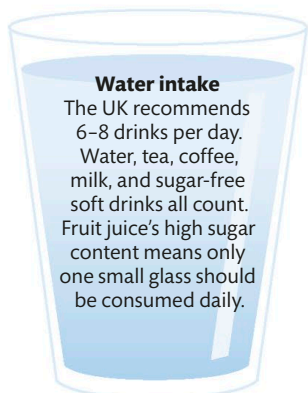 Water intake
The UK recommends
6–8 drinks per day.
Water, tea, coffee,
milk, and sugar-free
soft drinks all count.
Fruit juice’s high sugar
content means only
one small glass should
be consumed daily.